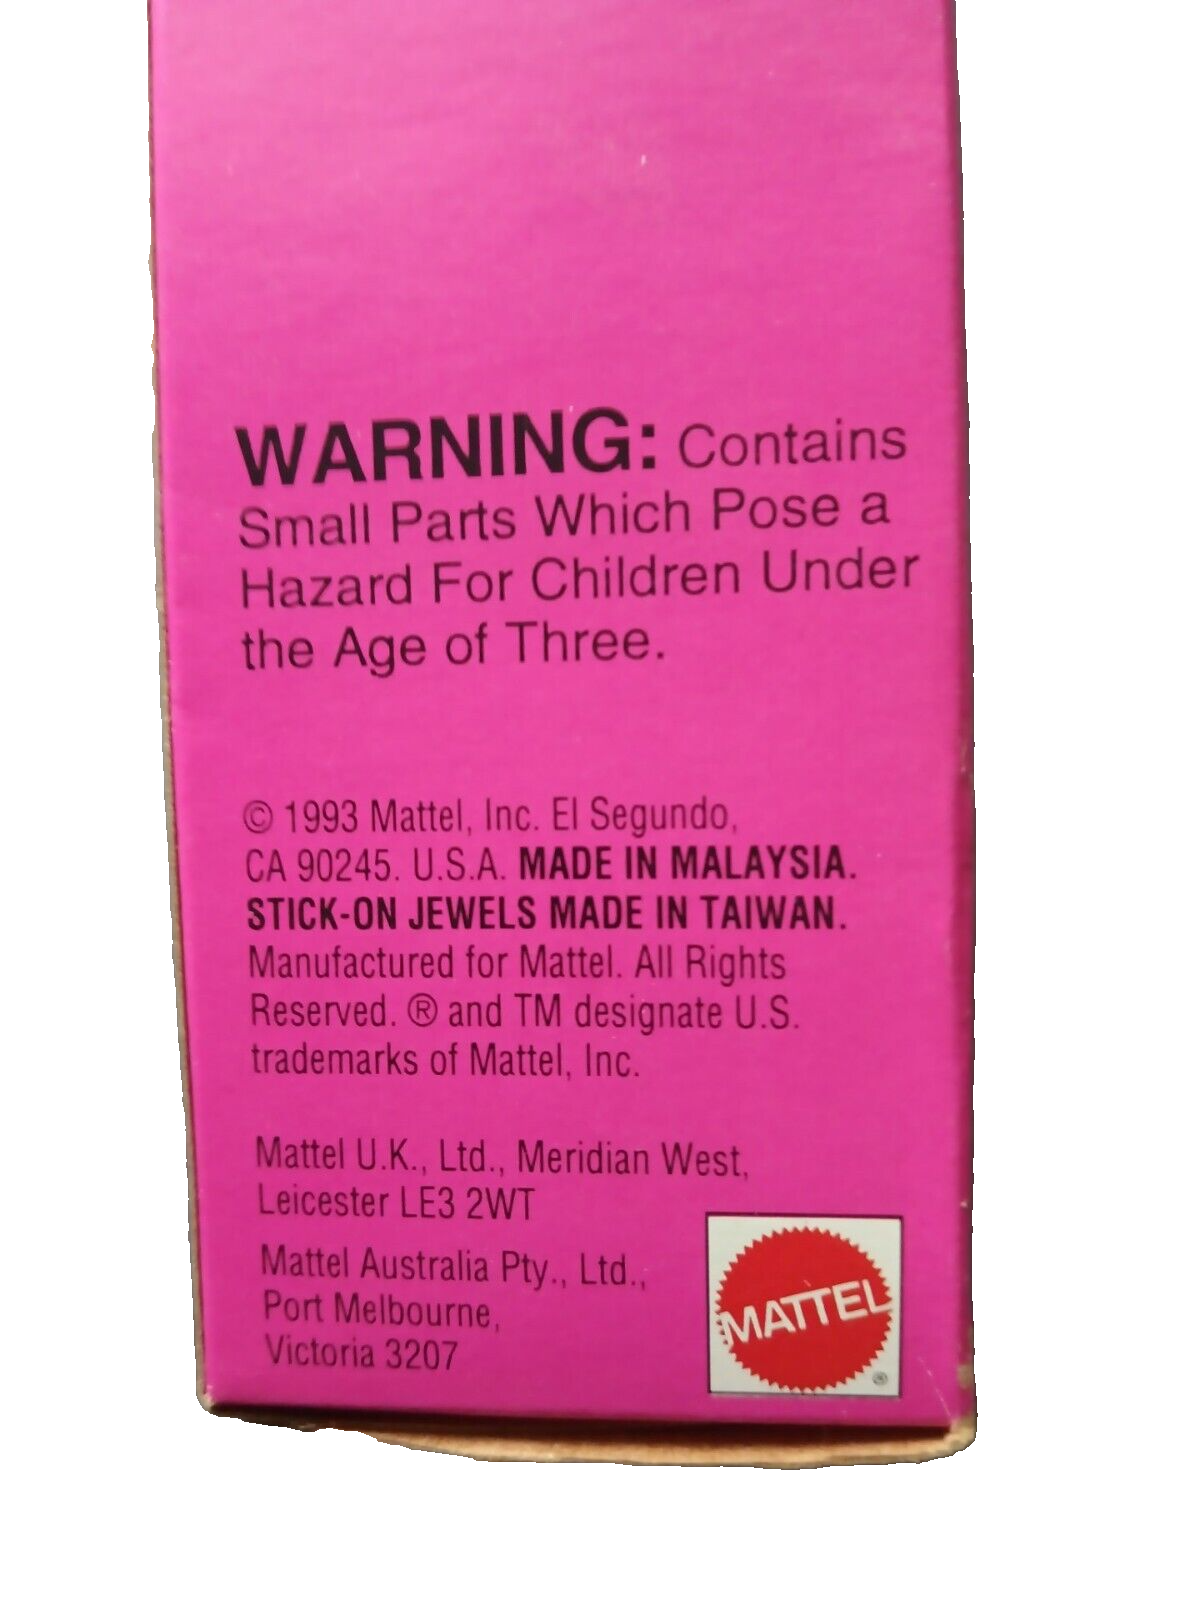 WARNING: Contains
Small Parts Which Pose a
Hazard For Children Under
the Age of Three.
© 1993 Mattel, Inc. El Segundo,
CA 90245. U.S.A. MADE IN MALAYSIA.
STICK-ON JEWELS MADE IN TAIWAN.
Manufactured for Mattel. All Rights
Reserved. ® and TM designate U.S.
trademarks of Mattel, Inc.
Mattel U.K., Ltd., Meridian West,
Leicester LE3 2WT
Mattel Australia Pty., Ltd.,
Port Melbourne,
Victoria 3207
MATTEL
®